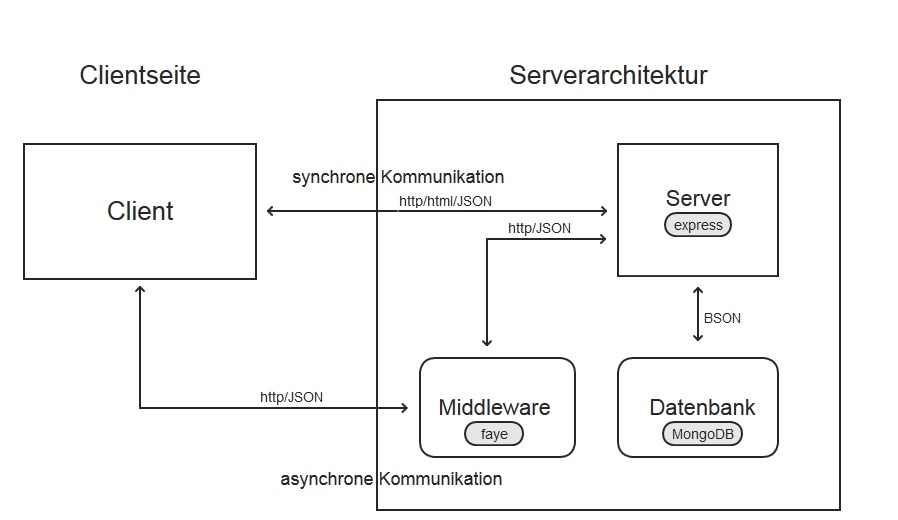 Clientseite
Serverarchitektur
synchrone Kommunikation
http/html/JSON
Client
Server
express
http/JSON
BSON
http/JSON
Middleware
faye
Datenbank
MongoDB
asynchrone Kommunikation